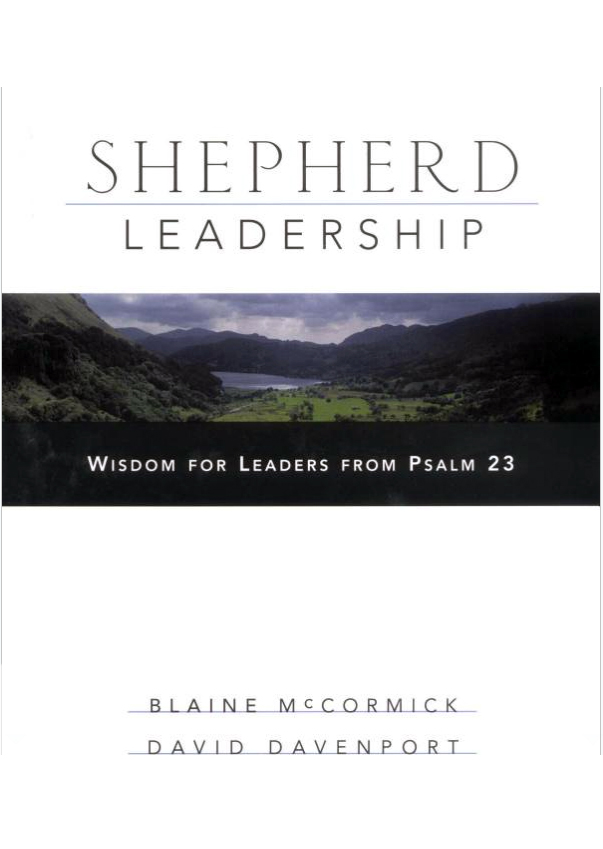 SHEPHERD
LEADERSHIP
WISDOM FOR LEADERS FROM PSALM 23
BLAINE MCCORMICK
DAVID DAVENPORT